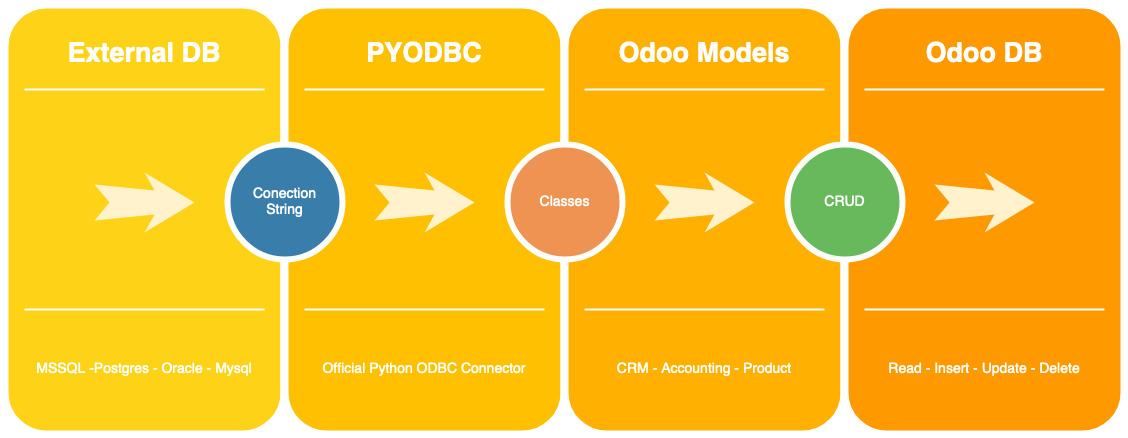 External DB
PYODBC
Odoo Models
Odoo DB
Conection
String
Classes
CRUD
MSSQL -Postgres - Oracle - Mysql
Official Python ODBC Connector
CRM - Accounting - Product
Read - Insert - Update - Delete